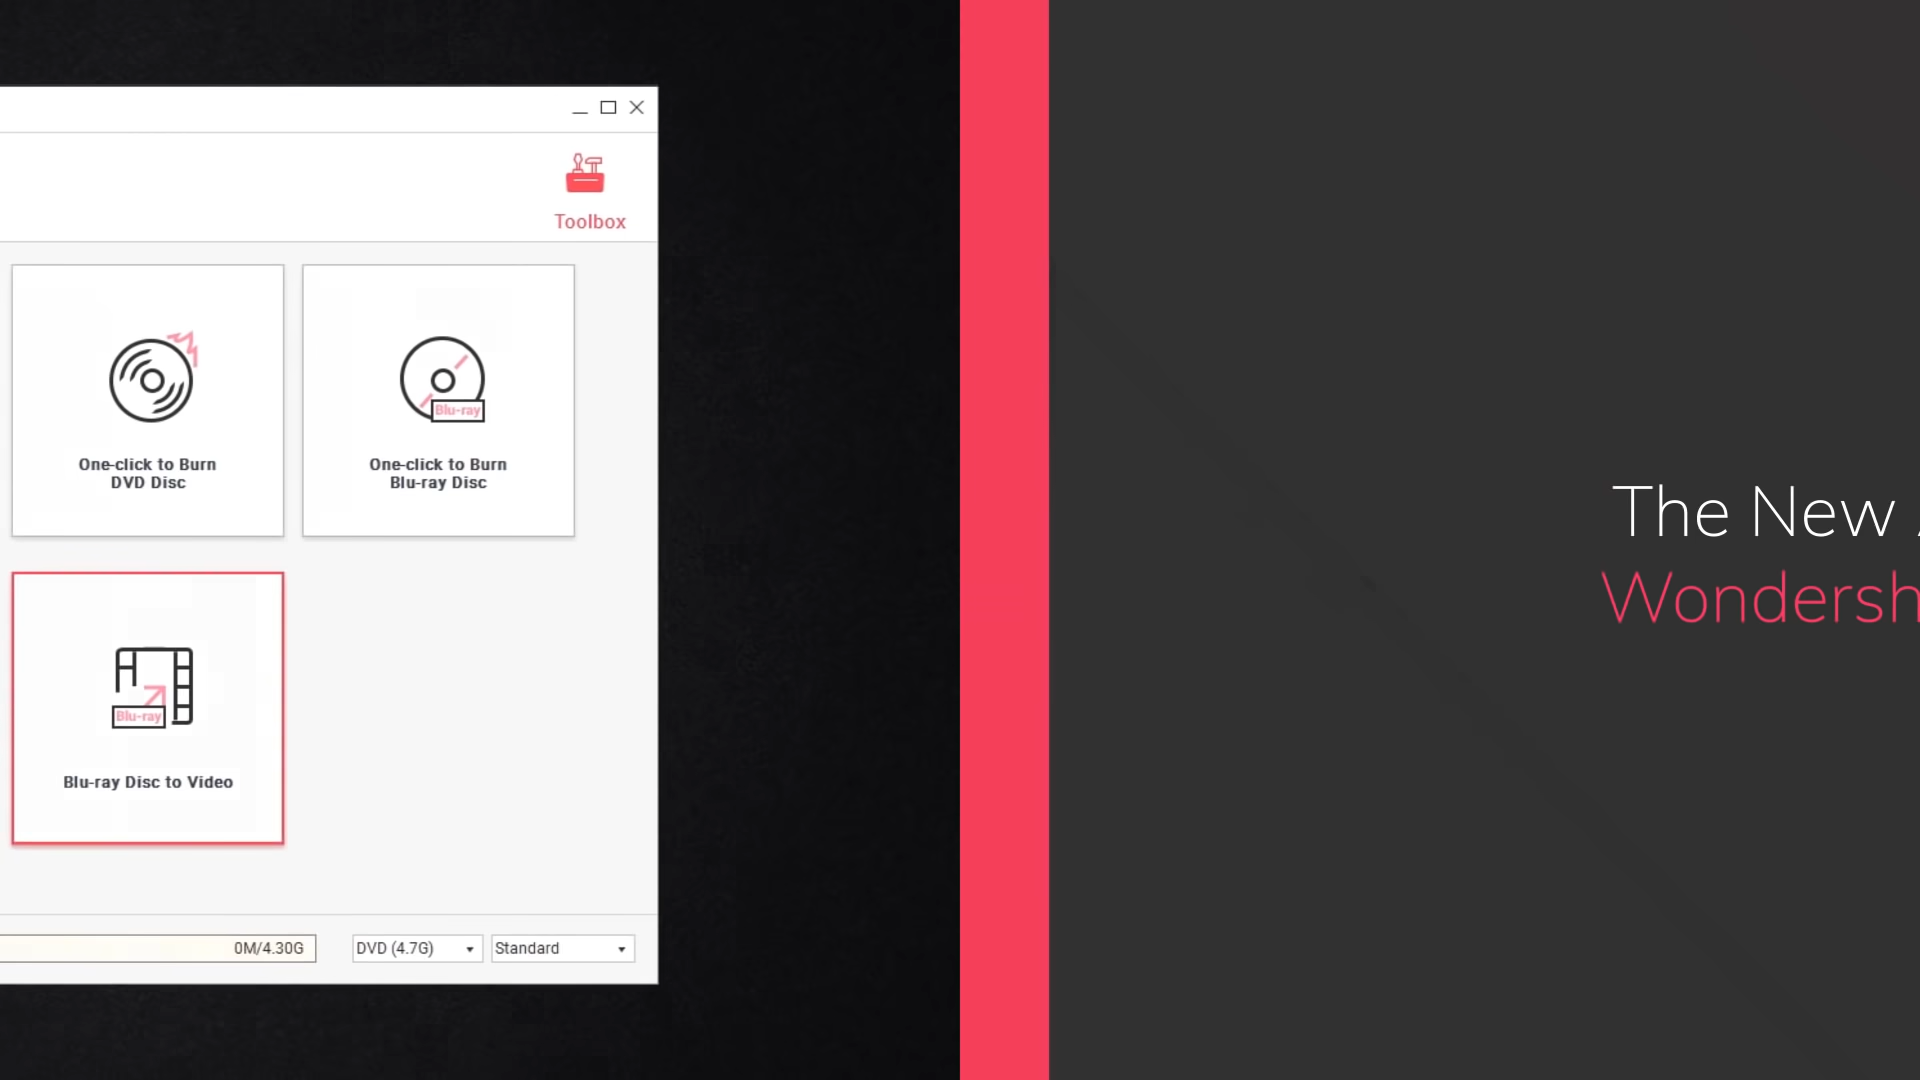 Toolbox
One-click to Burn
DVD Disc
Blu-ray
One-click to Burn
Blu-ray Disc
Blu-ray
Blu-ray Disc to Video
0M/4.30G
DVD (4.7G)
Standard
The New
Wondersh